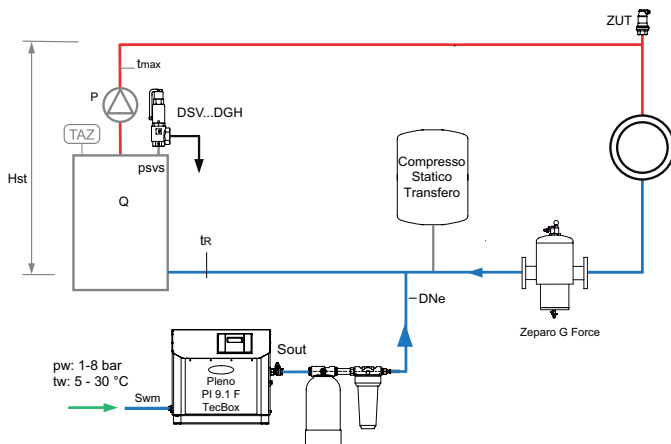 ZUT
tmax
P
DSV...DGH
TAZ
psvs
Hst
Q
Compresso
Statico
Transfero
tR
DNe
Zeparo G Force
Sout
pw: 1-8 bar
tw: 5 - 30 °C
Pleno
PI 9.1 F
TecBox
Swm